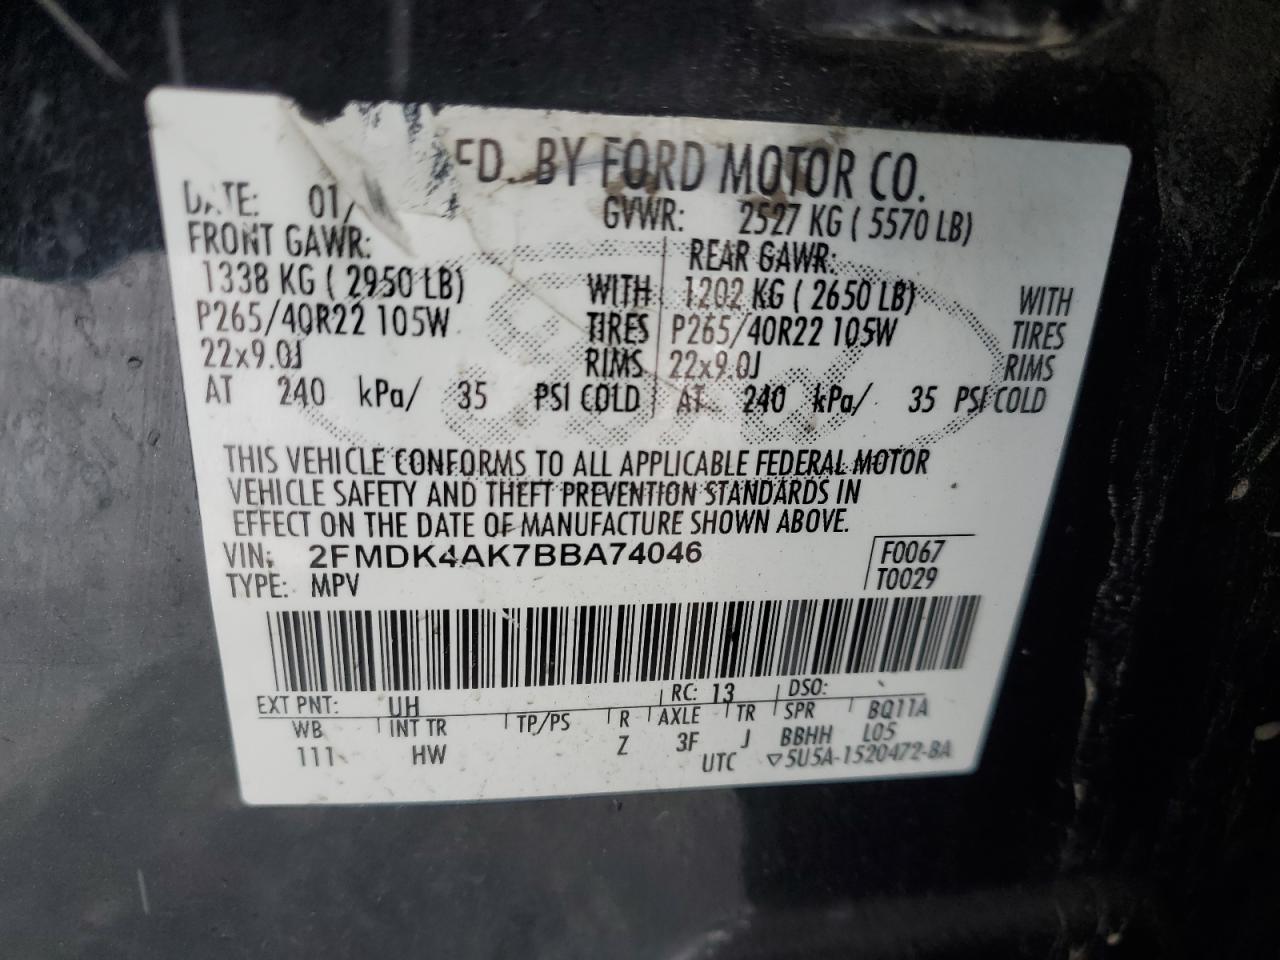 FD. BY FORD MOTOR CO.
DATE: 01/ GVWR: 2527 KG ( 5570 LB)
FRONT GAWR: REAR GAWR:
1338 KG ( 2950 LB) WITH 1202 KG ( 2650 LB) WITH
P265/40R22 105W TIRES P265/40R22 105W TIRES
22x9.0J RIMS 22x9.0J RIMS
AT 240 kPa/ 35 PSI COLD AT 240 kPa/ 35 PSI COLD
THIS VEHICLE CONFORMS TO ALL APPLICABLE FEDERAL MOTOR
VEHICLE SAFETY AND THEFT PREVENTION STANDARDS IN
EFFECT ON THE DATE OF MANUFACTURE SHOWN ABOVE.
VIN: 2FMDK4AK7BBA74046 F0067
TYPE: MPV T0029
EXT PNT: UH RC: 13 DSO:
WB INT TR TP/PS R AXLE TR SPR BQ11A
111 HW Z 3F J BBHH L05
UTC ▽5U5A-1520472-BA